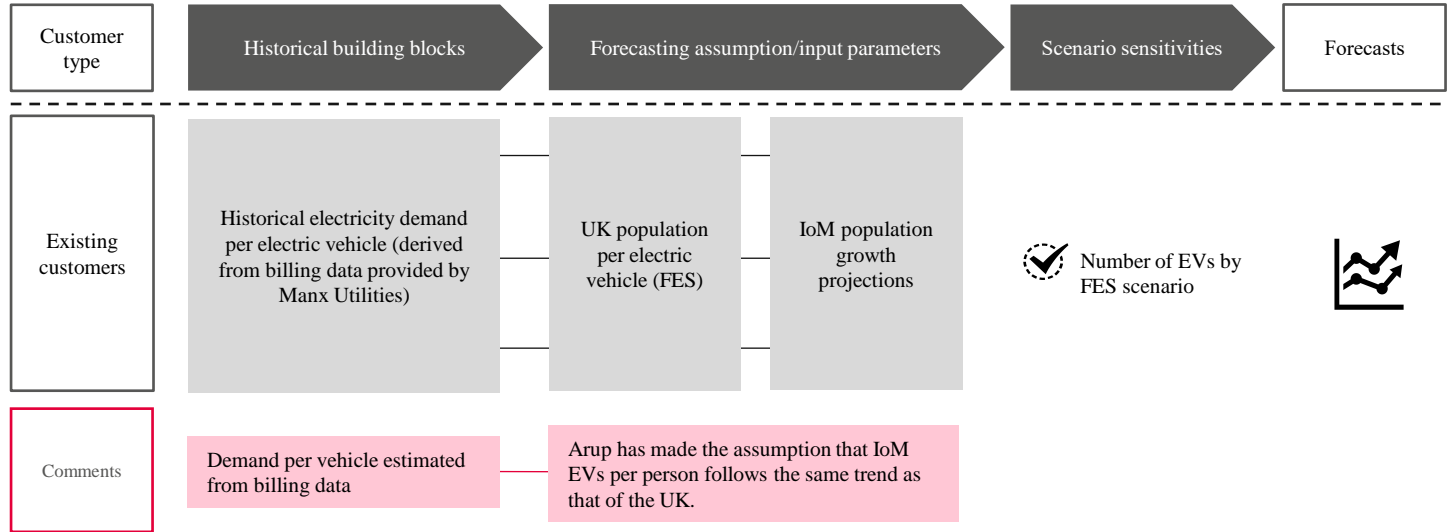 Customer
type
Historical building blocks
Forecasting assumption/input parameters
Scenario sensitivities
Forecasts
Existing
customers
Historical electricity demand
per electric vehicle (derived
from billing data provided by
Manx Utilities)
UK population
per electric
vehicle (FES)
IoM population
growth
projections
Number of EVs by
FES scenario
Comments
Demand per vehicle estimated
from billing data
Arup has made the assumption that IoM
EVs per person follows the same trend as
that of the UK.